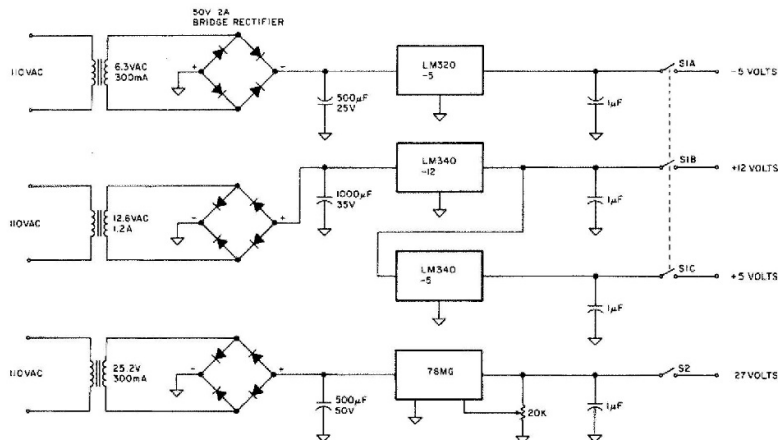 50V 2A
BRIDGE RECTIFIER
110VAC
6.3VAC
300mA
+
-
500µF
25V
LM320
-5
1µF
S1A
-5 VOLTS
110VAC
12.6VAC
1.2A
-
+
1000µF
35V
LM340
-12
1µF
S1B
+12 VOLTS
LM340
-5
1µF
S1C
+5 VOLTS
110VAC
25.2V
300mA
-
+
500µF
50V
78MG
20K
1µF
S2
27 VOLTS